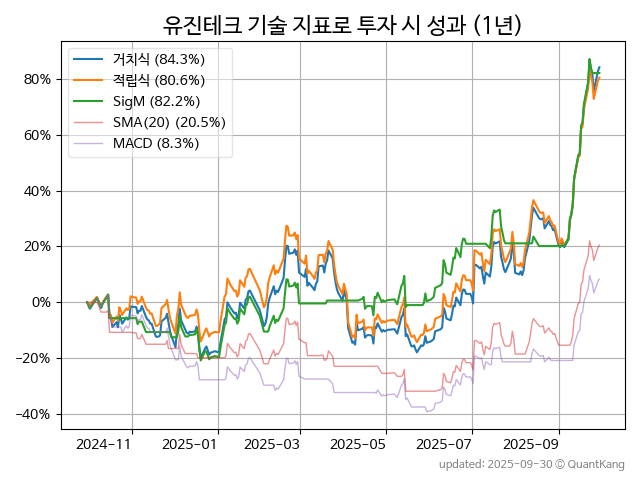 유진테크 기술 지표로 투자 시 성과 (1년)
거치식 (84.3%)
적립식 (80.6%)
SigM (82.2%)
SMA(20) (20.5%)
MACD (8.3%)
80%
60%
40%
20%
0%
−20%
−40%
2024-11
2025-01
2025-03
2025-05
2025-07
2025-09
updated: 2025-09-30 © QuantKang